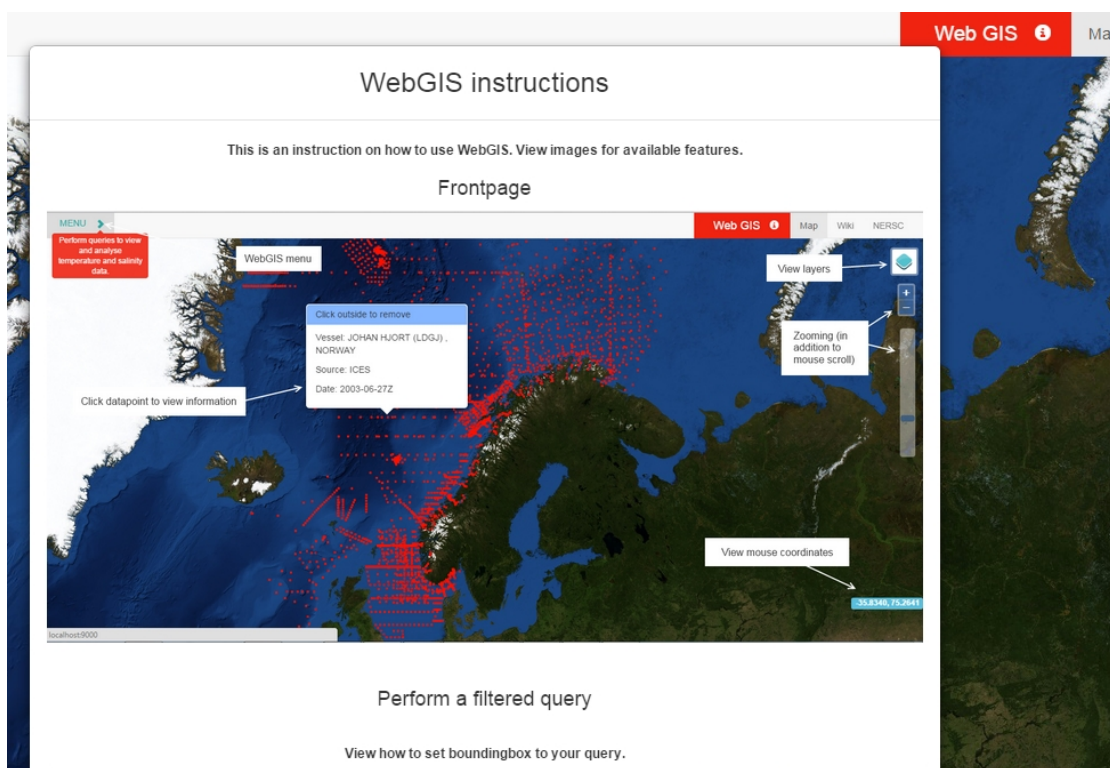 Web GIS
Ma
WebGIS instructions
This is an instruction on how to use WebGIS. View images for available features.
Frontpage
MENU
Web GIS
Map
Wiki
NERSC
Perform queries to view
and analyse
temperature and salinity
data.
WebGIS menu
View layers
+
−
Click outside to remove
Vessel: JOHAN HJORT (LDGJ) ,
NORWAY
Source: ICES
Date: 2003-06-27Z
Zooming (in
addition to
mouse scroll)
Click datapoint to view information
View mouse coordinates
-35.8340, 75.2641
localhost:9000
Perform a filtered query
View how to set boundingbox to your query.